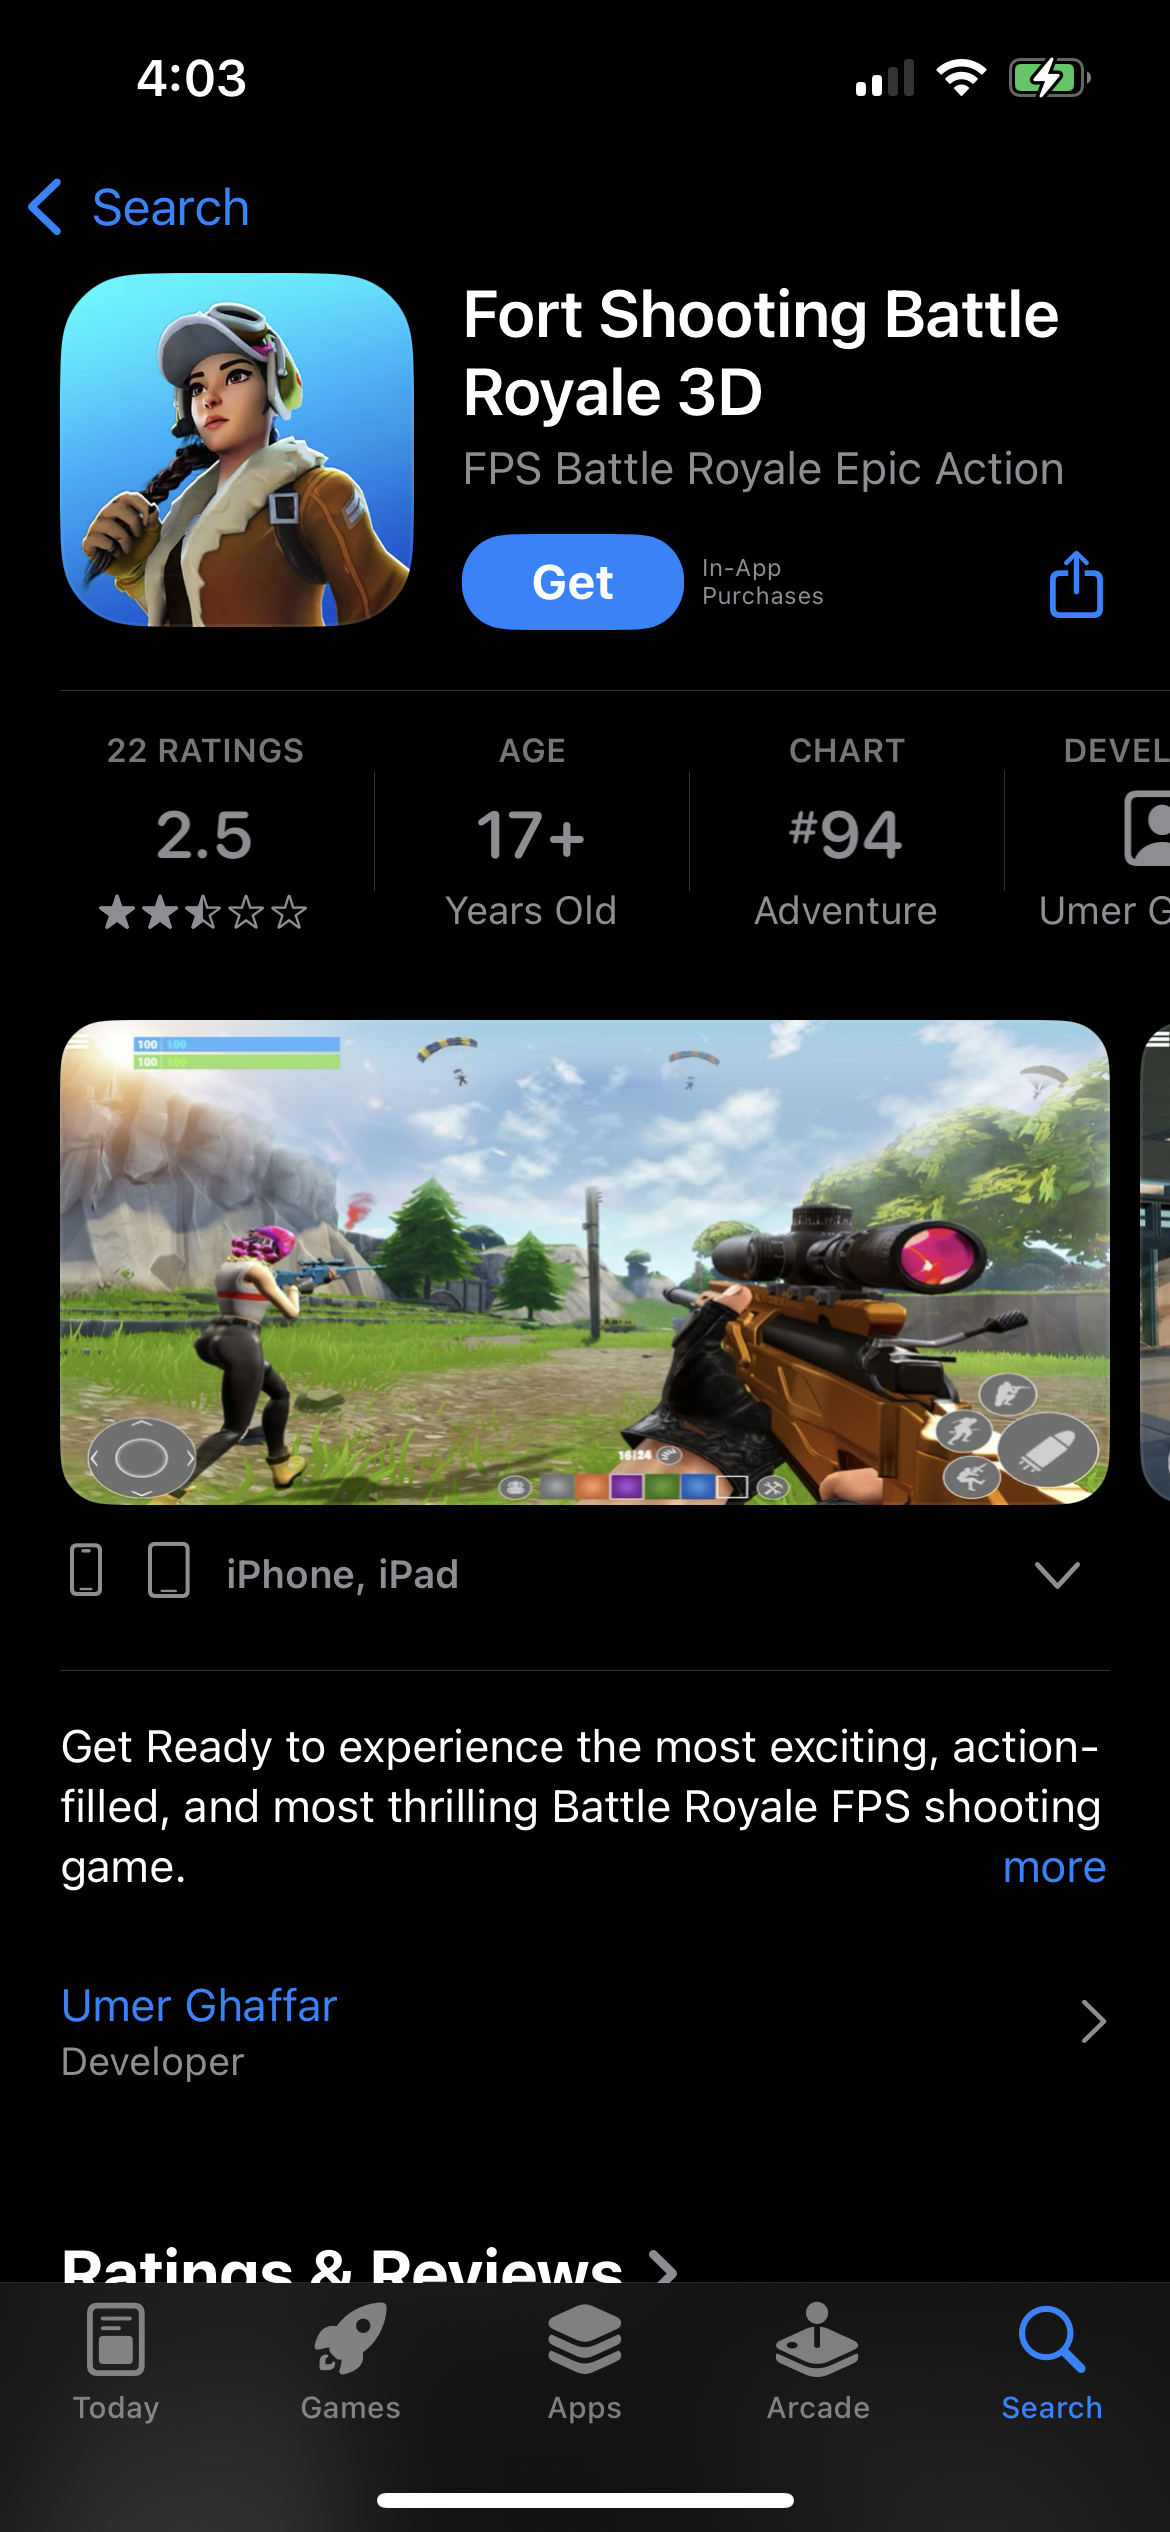 4:03
Search
Fort Shooting Battle
Royale 3D
FPS Battle Royale Epic Action
Get
In-App
Purchases
22 RATINGS
2.5
AGE
17+
Years Old
CHART
#94
Adventure
DEVEL
Umer G
100 100
100 100
16|24
iPhone, iPad
Get Ready to experience the most exciting, action-
filled, and most thrilling Battle Royale FPS shooting
game.
more
Umer Ghaffar
Developer
Ratings & Reviews
Today
Games
Apps
Arcade
Search